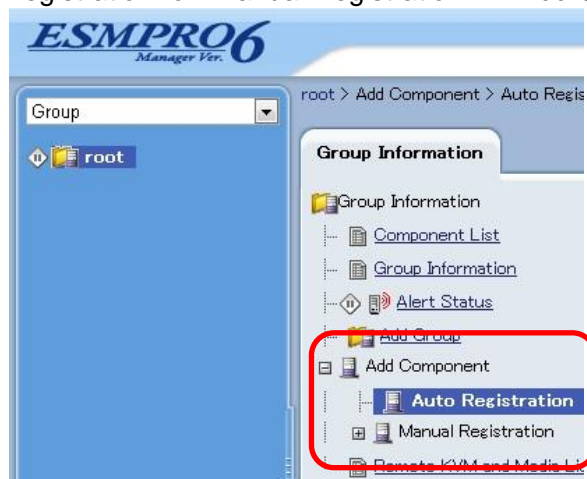 ESMPRO6
Manager Ver.
Group
root
root > Add Component > Auto Regis
Group Information
Group Information
Component List
Group Information
Alert Status
Add Group
Add Component
Auto Registration
Manual Registration
Remote KVM and Media Li